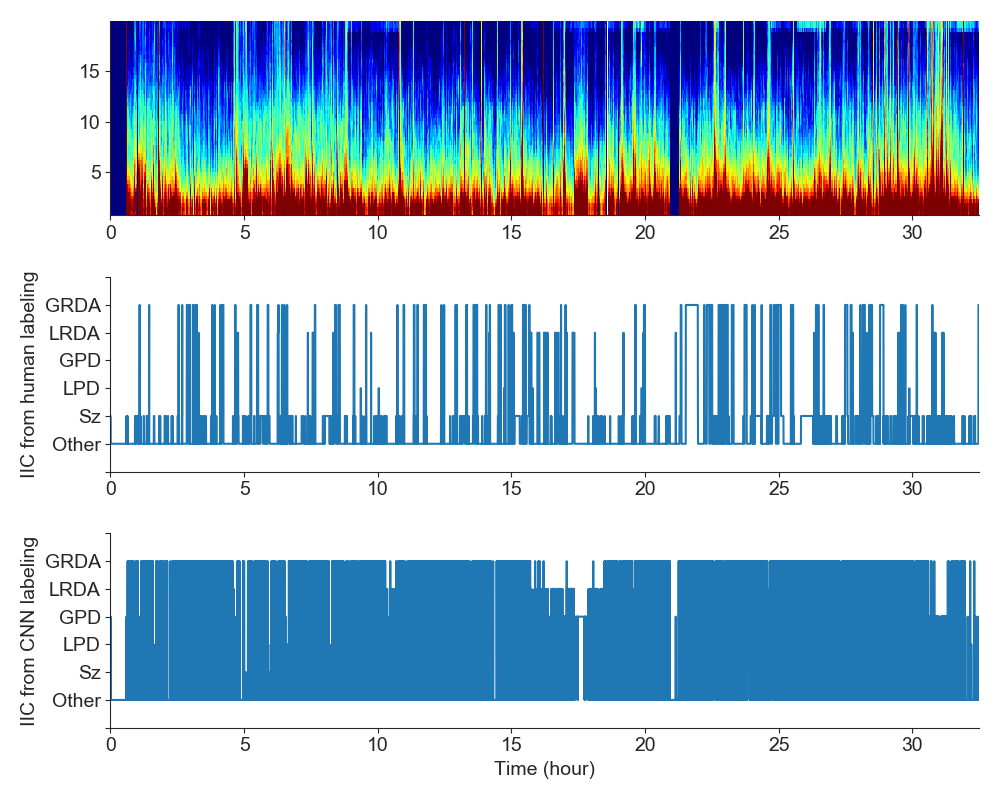 15
10
5
0 5 10 15 20 25 30
IIC from human labeling
GRDA
LRDA
GPD
LPD
Sz
Other
0 5 10 15 20 25 30
IIC from CNN labeling
GRDA
LRDA
GPD
LPD
Sz
Other
0 5 10 15 20 25 30
Time (hour)